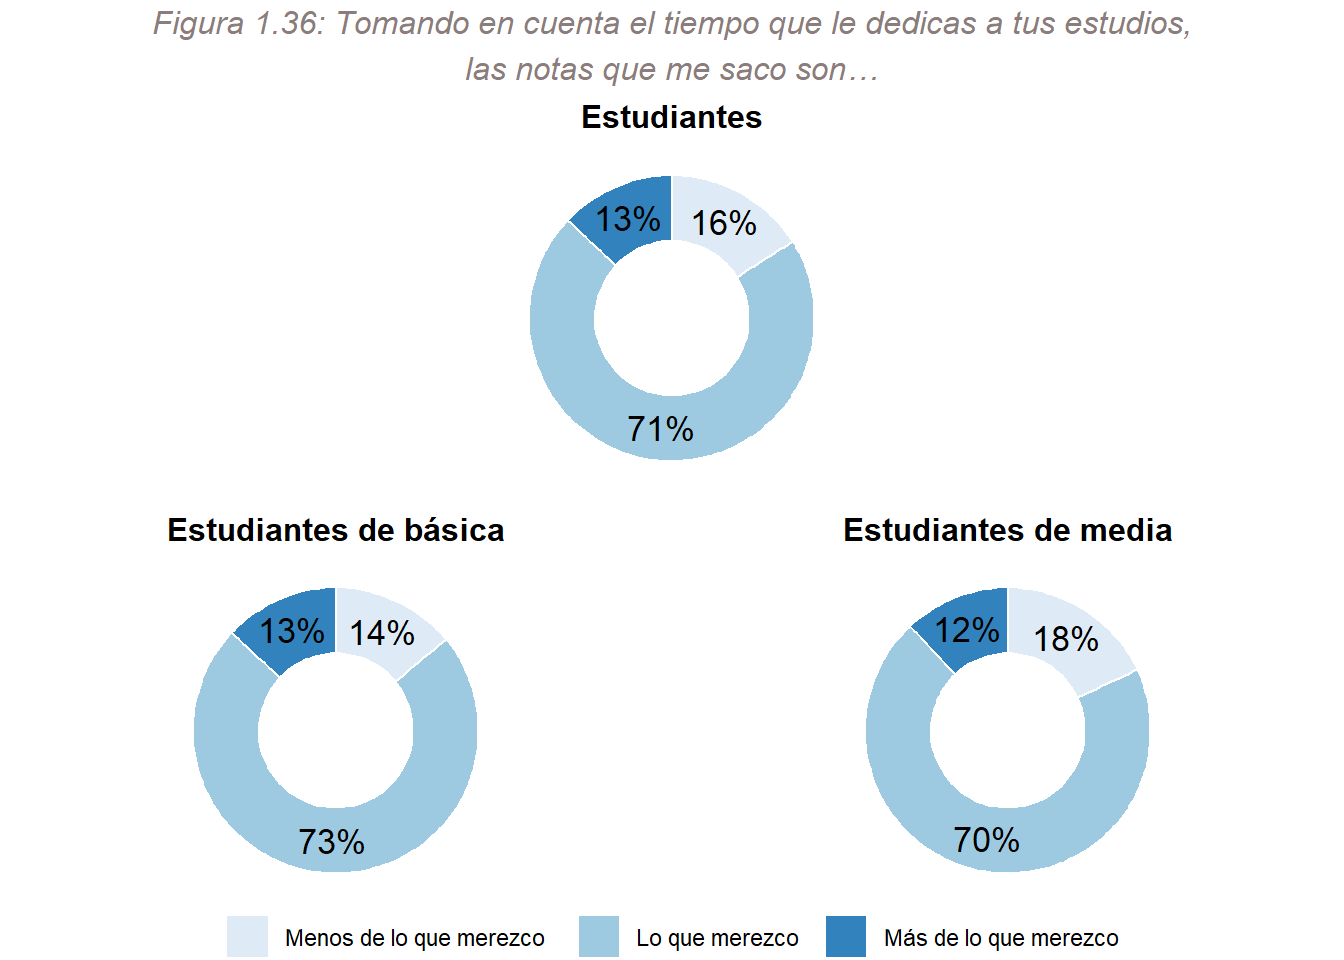 Figura 1.36: Tomando en cuenta el tiempo que le dedicas a tus estudios,
las notas que me saco son…
Estudiantes
13% 16%
71%
Estudiantes de básica
13% 14%
73%
Estudiantes de media
12% 18%
70%
Menos de lo que merezco Lo que merezco Más de lo que merezco